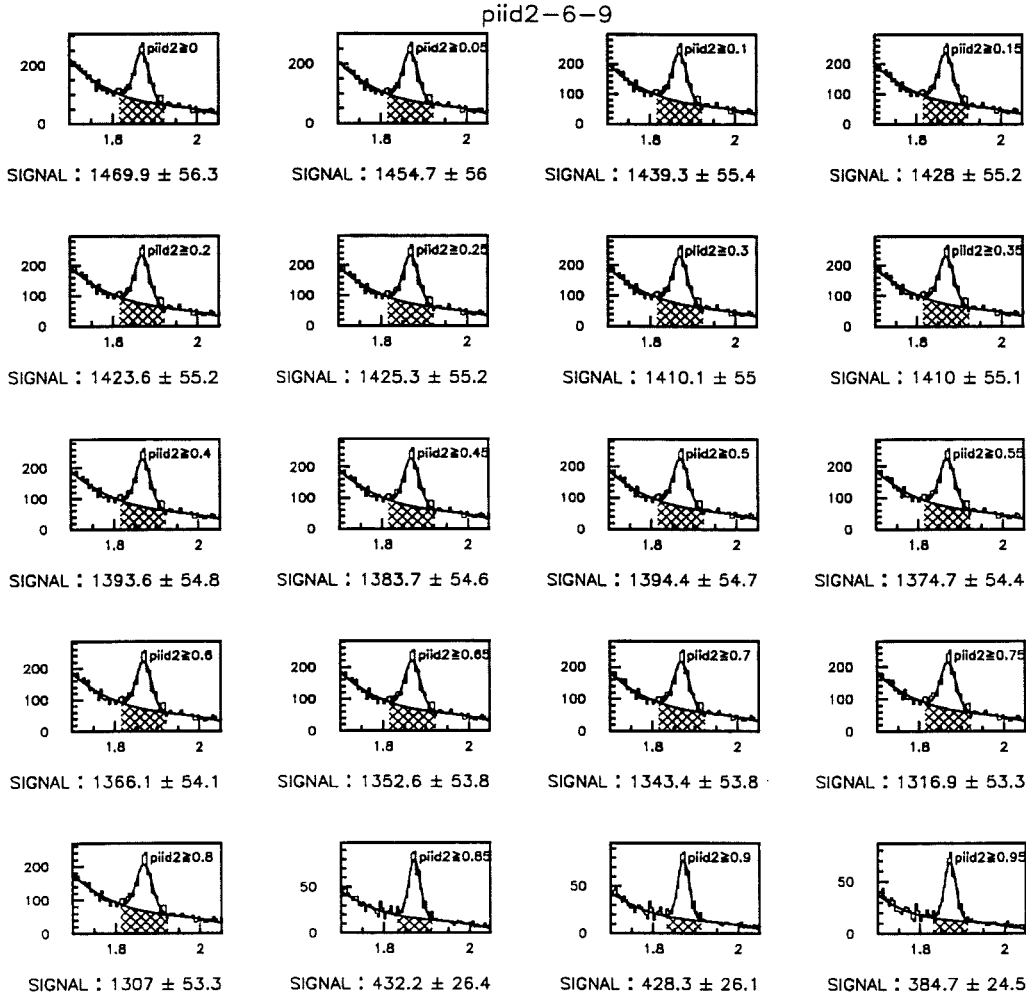 piid2-6-9
piid2≧0 piid2≧0.05 piid2≧0.1 piid2≧0.15
200 200 200 200
100 100
0 0 0 0
1.8 2 1.8 2 1.8 2 1.8 2
SIGNAL : 1469.9 ± 56.3 SIGNAL : 1454.7 ± 56 SIGNAL : 1439.3 ± 55.4 SIGNAL : 1428 ± 55.2
piid2≧0.2 piid2≧0.25 piid2≧0.3 piid2≧0.35
200 200 200 200
100 100 100 100
0 0 0 0
1.8 2 1.8 2 1.8 2 1.8 2
SIGNAL : 1423.6 ± 55.2 SIGNAL : 1425.3 ± 55.2 SIGNAL : 1410.1 ± 55 SIGNAL : 1410 ± 55.1
piid2≧0.4 piid2≧0.45 piid2≧0.5 piid2≧0.55
200 200 200 200
100 100 100 100
0 0 0 0
1.8 2 1.8 2 1.8 2 1.8 2
SIGNAL : 1393.6 ± 54.8 SIGNAL : 1383.7 ± 54.6 SIGNAL : 1394.4 ± 54.7 SIGNAL : 1374.7 ± 54.4
piid2≧0.6 piid2≧0.65 piid2≧0.7 piid2≧0.75
200 200 200 200
100 100 100 100
0 0 0 0
1.8 2 1.8 2 1.8 2 1.8 2
SIGNAL : 1366.1 ± 54.1 SIGNAL : 1352.6 ± 53.8 SIGNAL : 1343.4 ± 53.8 SIGNAL : 1316.9 ± 53.3
piid2≧0.8 piid2≧0.85 piid2≧0.9 piid2≧0.95
200 50 50 50
100
0 0 0 0
1.8 2 1.8 2 1.8 2 1.8 2
SIGNAL : 1307 ± 53.3 SIGNAL : 432.2 ± 26.4 SIGNAL : 428.3 ± 26.1 SIGNAL : 384.7 ± 24.5